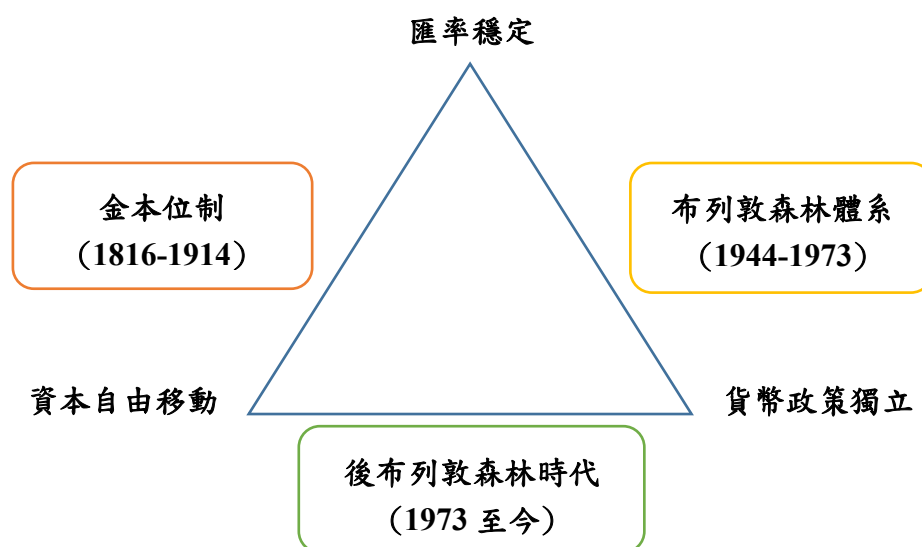 匯率穩定
金本位制
（1816-1914）
布列敦森林體系
（1944-1973）
資本自由移動
貨幣政策獨立
後布列敦森林時代
（1973 至今）